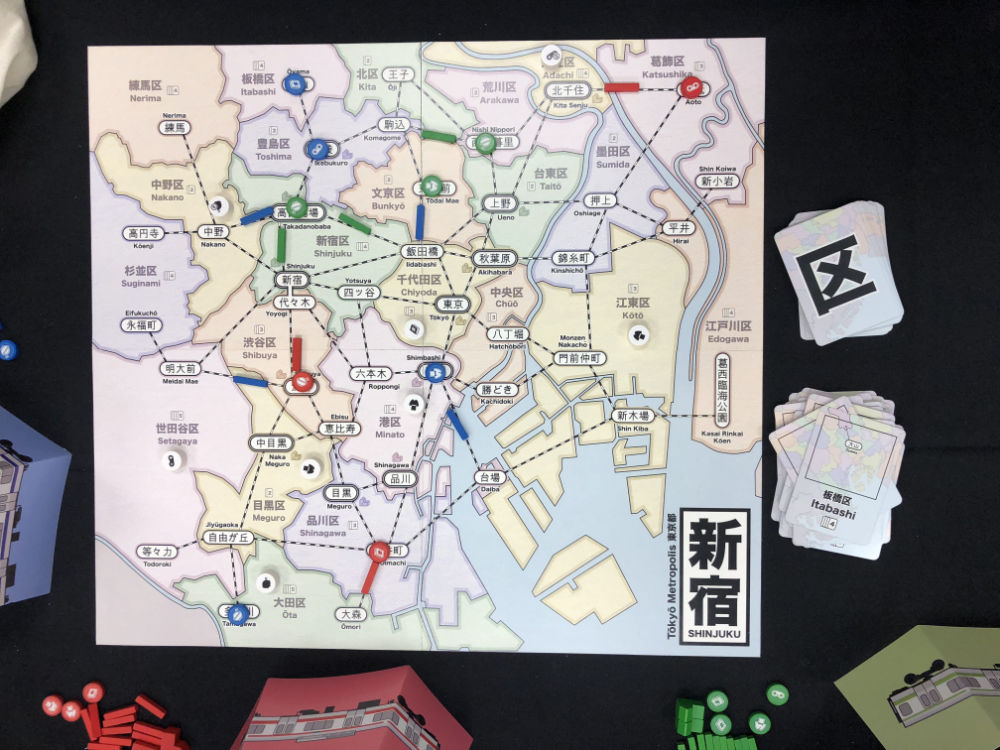 練馬区
Nerima
4
板橋区
Itabashi
4
Ōyama
北区
Kita
王子
Ōji
荒川区
Arakawa
Adachi
北千住
Kita Senju
葛飾区
Katsushika
Aoto
Nerima
練馬
豊島区
Toshima
Ikebukuro
駒込
Komagome
Nishi Nippori
墨田区
Sumida
Shin Koiwa
新小岩
中野区
Nakano
文京区
Bunkyō
前
Tōdai Mae
台東区
Taitō
上野
Ueno
押上
Oshiage
平井
Hirai
高円寺
Kōenji
中野
Nakano
Takadanobaba
新宿区
Shinjuku
飯田橋
Iidabashi
秋葉原
Akihabara
錦糸町
Kinshichō
杉並区
Suginami
Shinjuku
新宿
代々木
Yoyogi
Yotsuya
四ツ谷
千代田区
Chiyoda
東京
Tōkyō
中央区
Chūō
八丁堀
Hatchōbori
江東区
Kōtō
江戸川区
Edogawa
4
Eifukuchō
永福町
明大前
Meidai Mae
渋谷区
Shibuya
六本木
Roppongi
Shimbashi
Monzen
Nakacho
門前仲町
勝どき
Kachidoki
葛西臨海公園
Kasai Rinkai
Kōen
新木場
Shin Kiba
世田谷区
Setagaya
Ebisu
恵比寿
中目黒
Naka
Meguro
港区
Minato
Shinagawa
品川
台場
Daiba
目黒
Meguro
目黒区
Meguro
品川区
Shinagawa
Jiyūgaoka
自由が丘
等々力
Todoroki
町
Oimachi
大田区
Ōta
大森
Ōmori
Tamagawa
Tōkyō Metropolis 東京都
新宿
SHINJUKU
区
板橋区
Itabashi
4